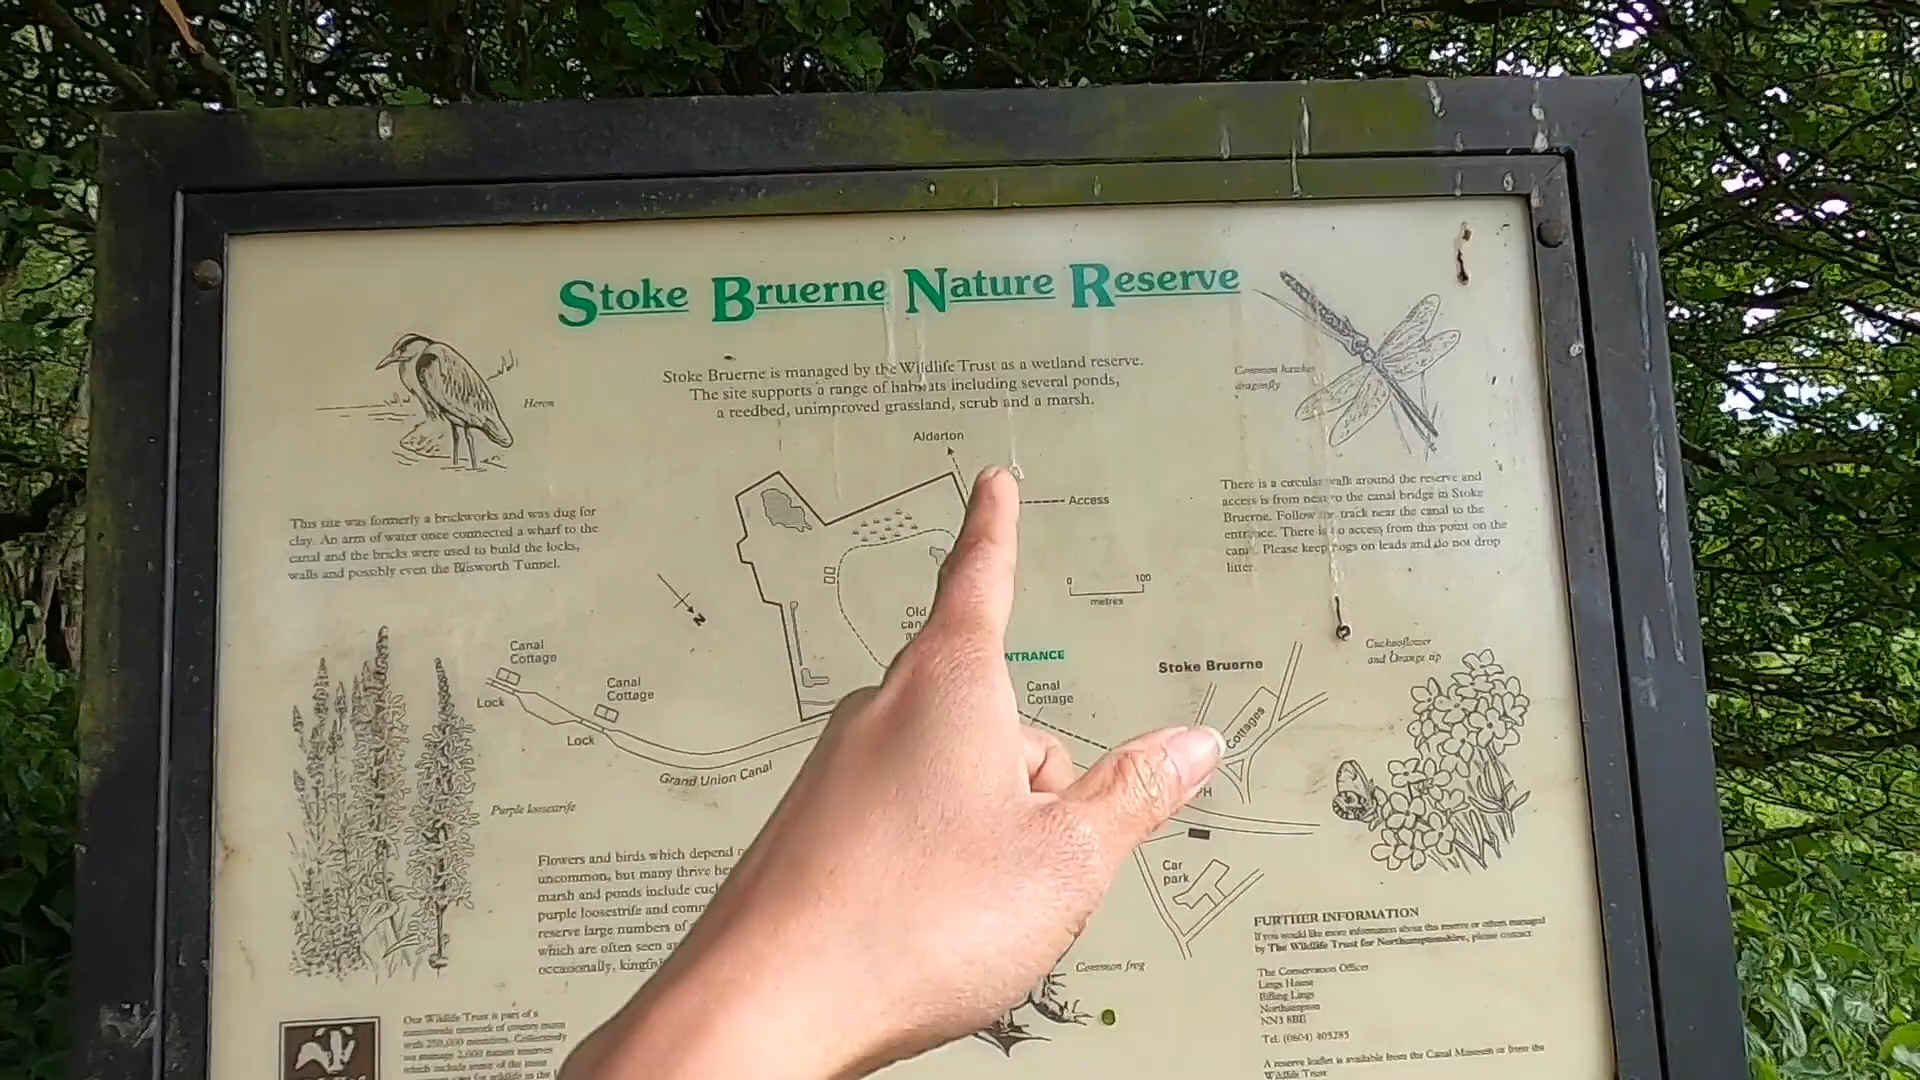 Stoke Bruerne Nature Reserve
Heron
Stoke Bruerne is managed by the Wildlife Trust as a wetland reserve.
The site supports a range of habitats including several ponds,
a reedbed, unimproved grassland, scrub and a marsh.
Common hawker
dragonfly
This site was formerly a brickworks and was dug for
clay. An arm of water once connected a wharf to the
canal and the bricks were used to build the locks,
walls and possibly even the Blisworth Tunnel.
There is a circular walk around the reserve and
access is from next to the canal bridge in Stoke
Bruerne. Follow track near the canal to the
entrance. There is no access from this point on the
Please keep dogs on leads and do not drop
litter.
Alderton
Access
0 100
metres
N
Old
Canal
Cottage
Lock
Canal
Cottage
Lock
Grand Union Canal
NTRANCE
Canal
Cottage
Stoke Bruerne
Cottages
PH
Car
park
Cuckooflower
and Orange tip
Purple loosestrife
Flowers and birds which depend
uncommon, but many thrive
marsh and ponds include
purple loosestrife and
reserve large numbers of
which are often seen
occasionally,
Common frog
FURTHER INFORMATION
If you would like more information about this reserve or others managed
by The Wildlife Trust for Northamptonshire, please contact
The Conservation Officer
Lings House
Billing Lings
Northampton
NN3 8BE
Tel. (0604) 405285
A reserve leaflet is available from the Canal Museum or from the
Wildlife Trust
Our Wildlife Trust is part of a
nationwide network of county trusts
with 250,000 members. Collectively
we manage 2,000 nature reserves
which include some of the most